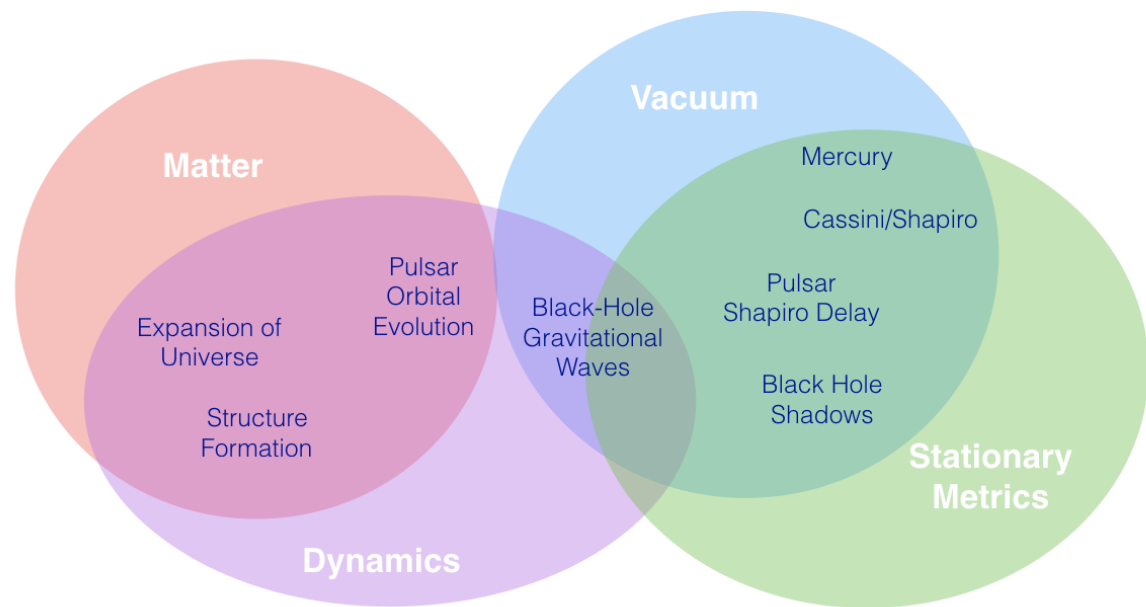 Vacuum
Matter
Mercury
Cassini/Shapiro
Pulsar
Orbital
Evolution
Pulsar
Shapiro Delay
Black-Hole
Gravitational
Waves
Expansion of
Universe
Black Hole
Shadows
Structure
Formation
Stationary
Metrics
Dynamics